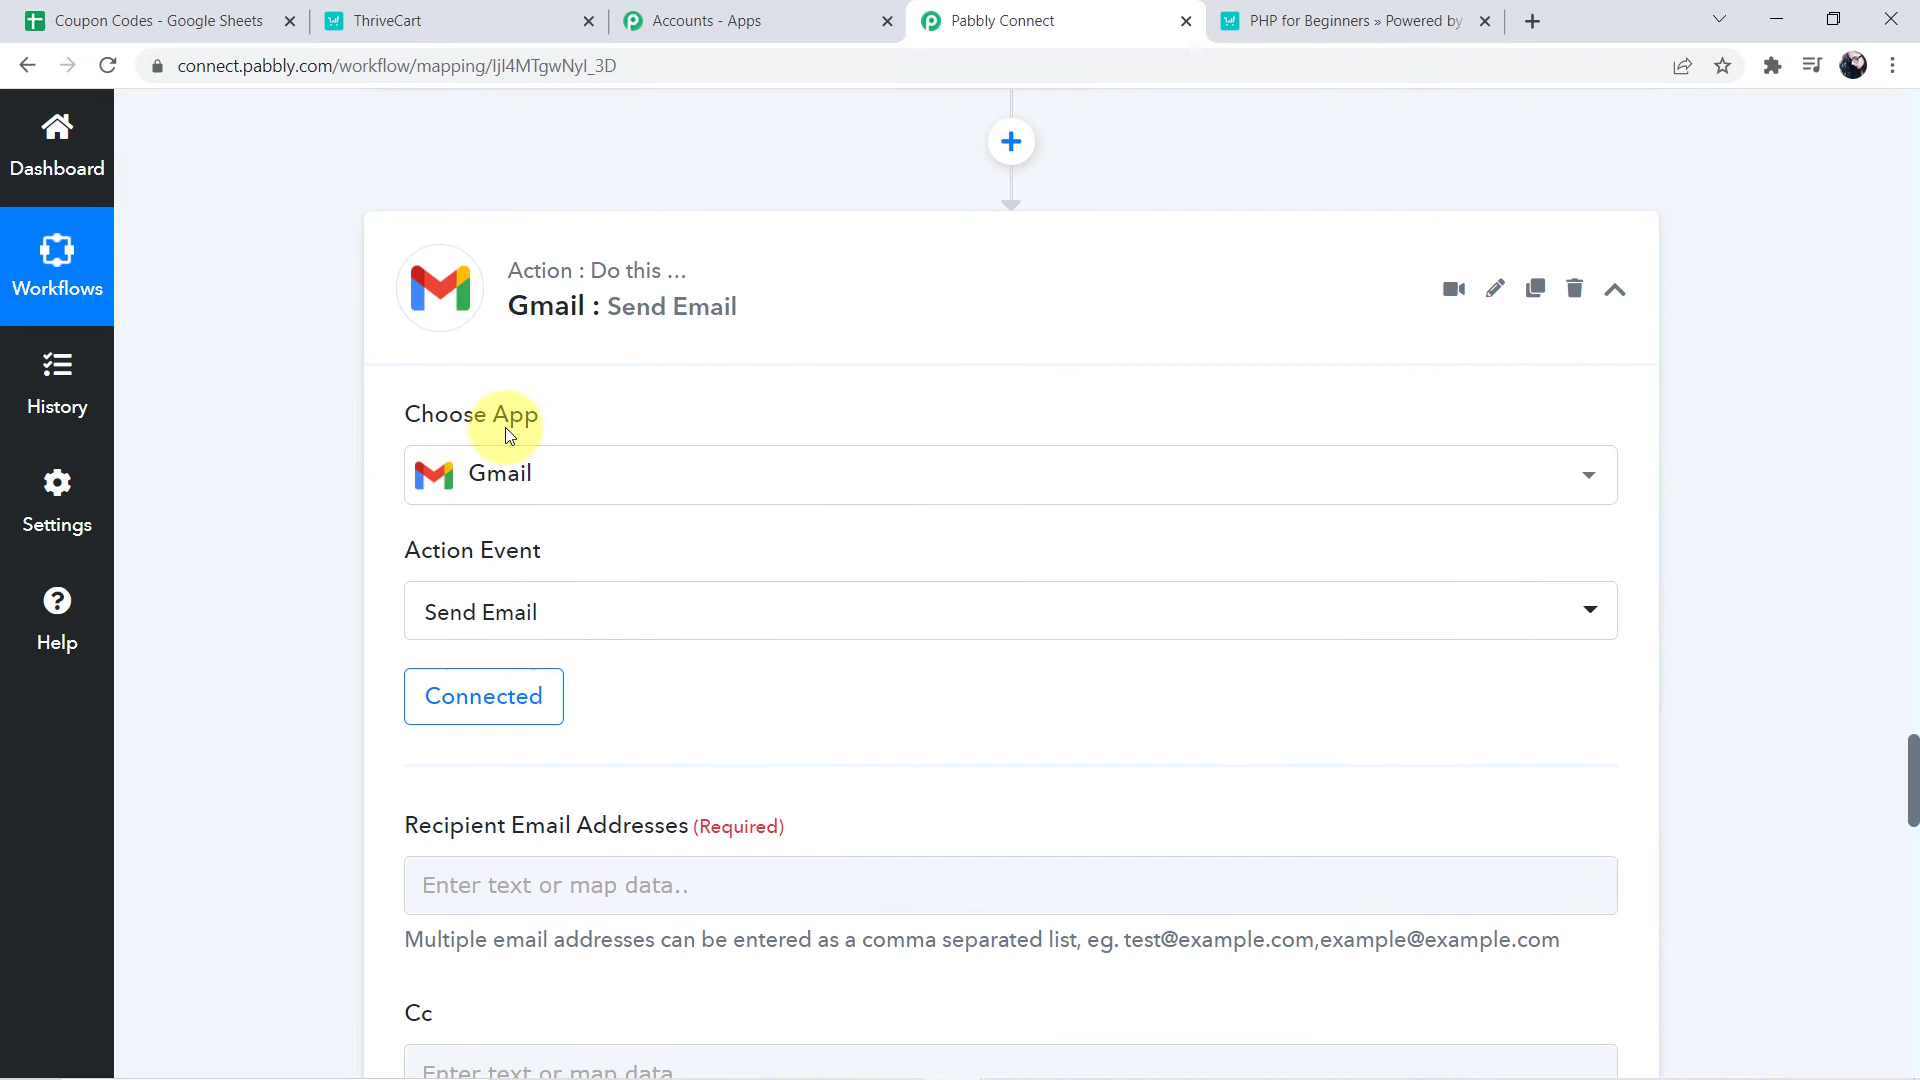 Coupon Codes - Google Sheets
ThriveCart
Accounts - Apps
Pabbly Connect
PHP for Beginners » Powered by
connect.pabbly.com/workflow/mapping/IjI4MTgwNyI_3D
Dashboard
Workflows
History
Settings
Help
Action : Do this ...
Gmail : Send Email
Choose App
Gmail
Action Event
Send Email
Connected
Recipient Email Addresses (Required)
Enter text or map data..
Multiple email addresses can be entered as a comma separated list, eg. test@example.com,example@example.com
Cc
Enter text or map data